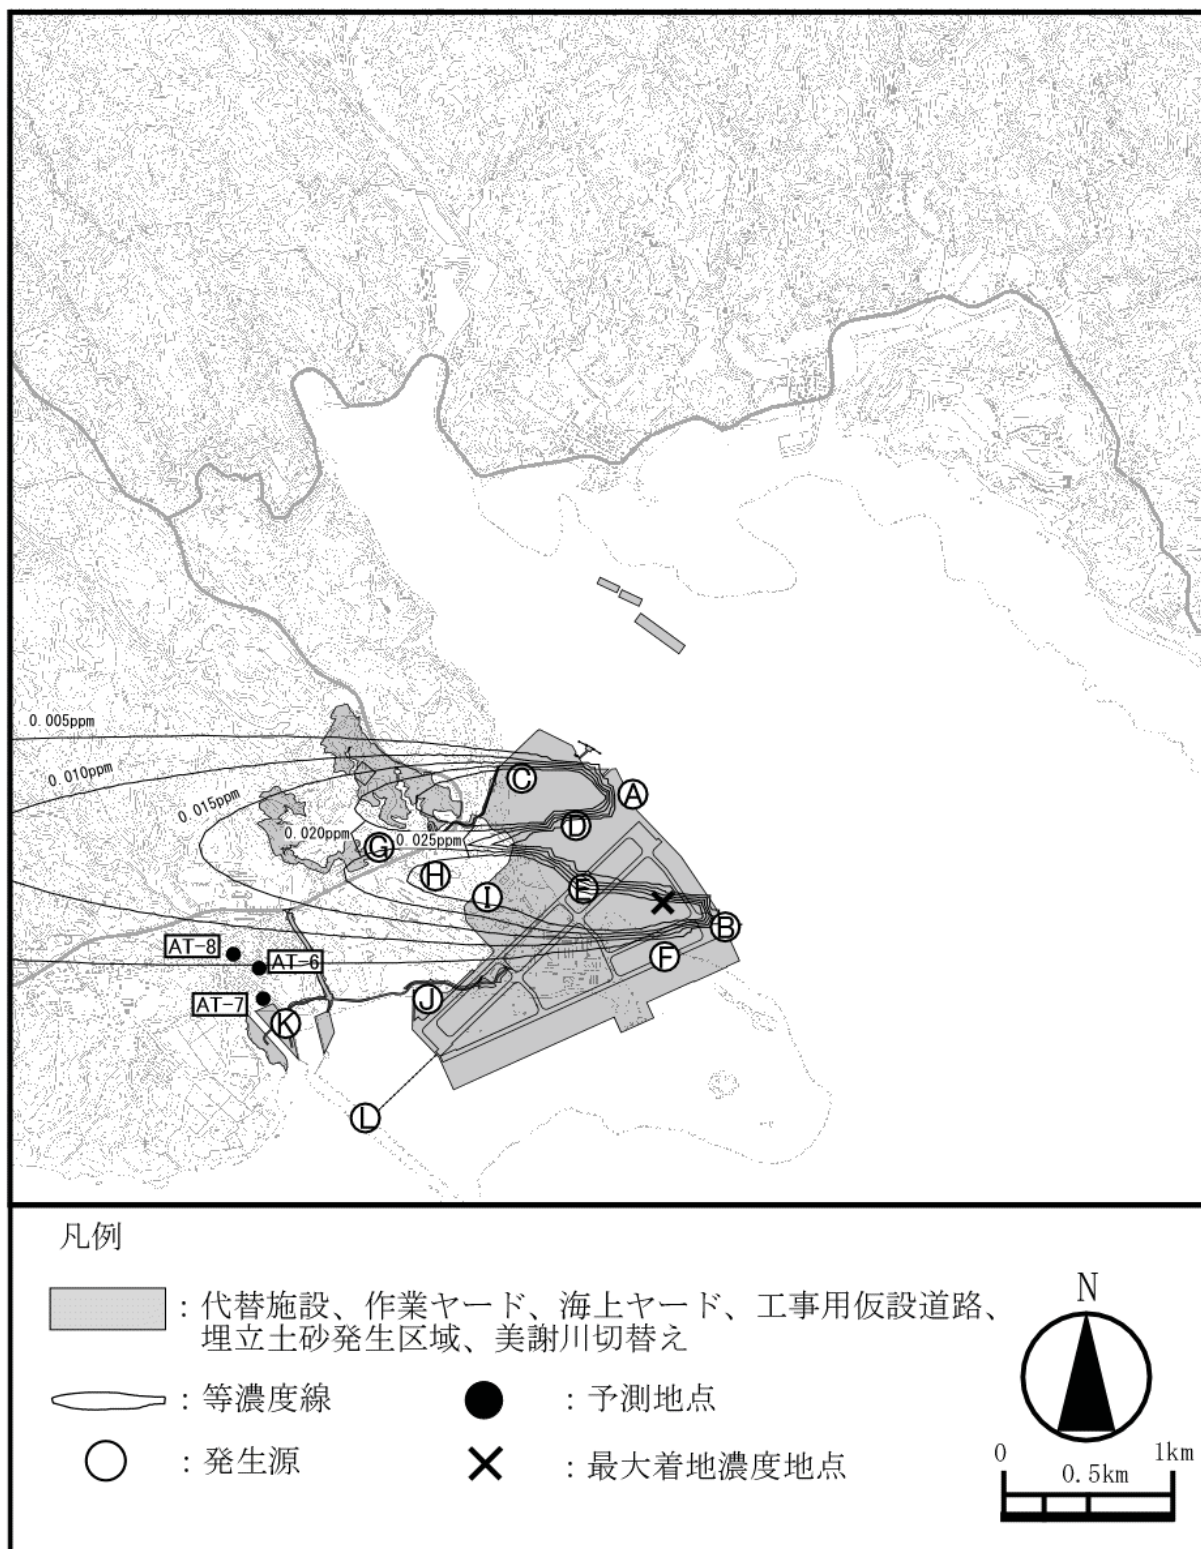 0.005ppm
0.010ppm
0.015ppm
0.020ppm
0.025ppm
C
A
D
G
H
E
I
B
F
AT-8
AT-6
AT-7
J
K
L
凡例
：代替施設、作業ヤード、海上ヤード、工事用仮設道路、
埋立土砂発生区域、美謝川切替え
：等濃度線
：予測地点
：発生源
：最大着地濃度地点
N
0 0.5km 1km